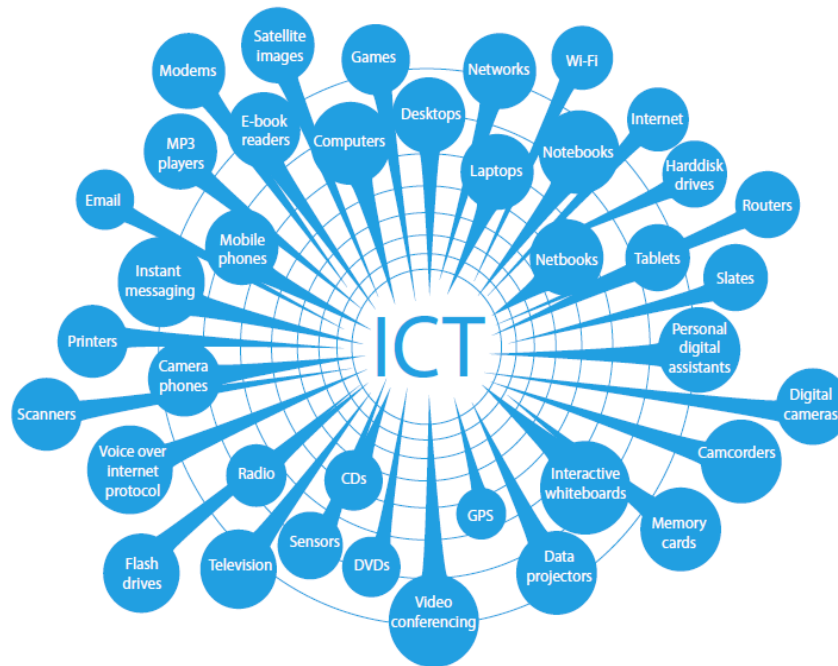 Satellite
images
Games
Modems
Networks
Wi-Fi
E-book
readers
Computers
Desktops
Internet
MP3
players
Laptops
Notebooks
Harddisk
drives
Email
Routers
Mobile
phones
Netbooks
Tablets
Instant
messaging
Slates
Printers
ICT
Personal
digital
assistants
Camera
phones
Scanners
Digital
cameras
Voice over
internet
protocol
Radio
CDs
Interactive
whiteboards
Camcorders
GPS
Memory
cards
Flash
drives
Television
Sensors
DVDs
Data
projectors
Video
conferencing